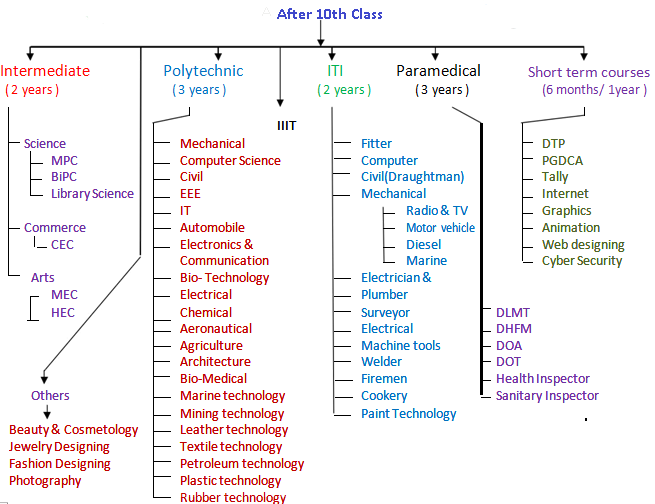 After 10th Class
Intermediate
(2 years )
Science
MPC
BiPC
Library Science
Commerce
CEC
Arts
MEC
HEC
Others
Beauty & Cosmetology
Jewelry Designing
Fashion Designing
Photography
Polytechnic
(3 years )
Mechanical
Computer Science
Civil
EEE
IT
Automobile
Electronics &
Communication
Bio- Technology
Electrical
Chemical
Aeronautical
Agriculture
Architecture
Bio-Medical
Marine technology
Mining technology
Leather technology
Textile technology
Petroleum technology
Plastic technology
Rubber technology
IIIT
ITI
(2 years )
Fitter
Computer
Civil(Draughtman)
Mechanical
Radio & TV
Motor vehicle
Diesel
Marine
Electrician &
Plumber
Surveyor
Electrical
Machine tools
Welder
Firemen
Cookery
Paint Technology
Paramedical
(3 years )
DLMT
DHFM
DOA
DOT
Health Inspector
Sanitary Inspector
Short term courses
(6 months/ 1year )
DTP
PGDCA
Tally
Internet
Graphics
Animation
Web designing
Cyber Security